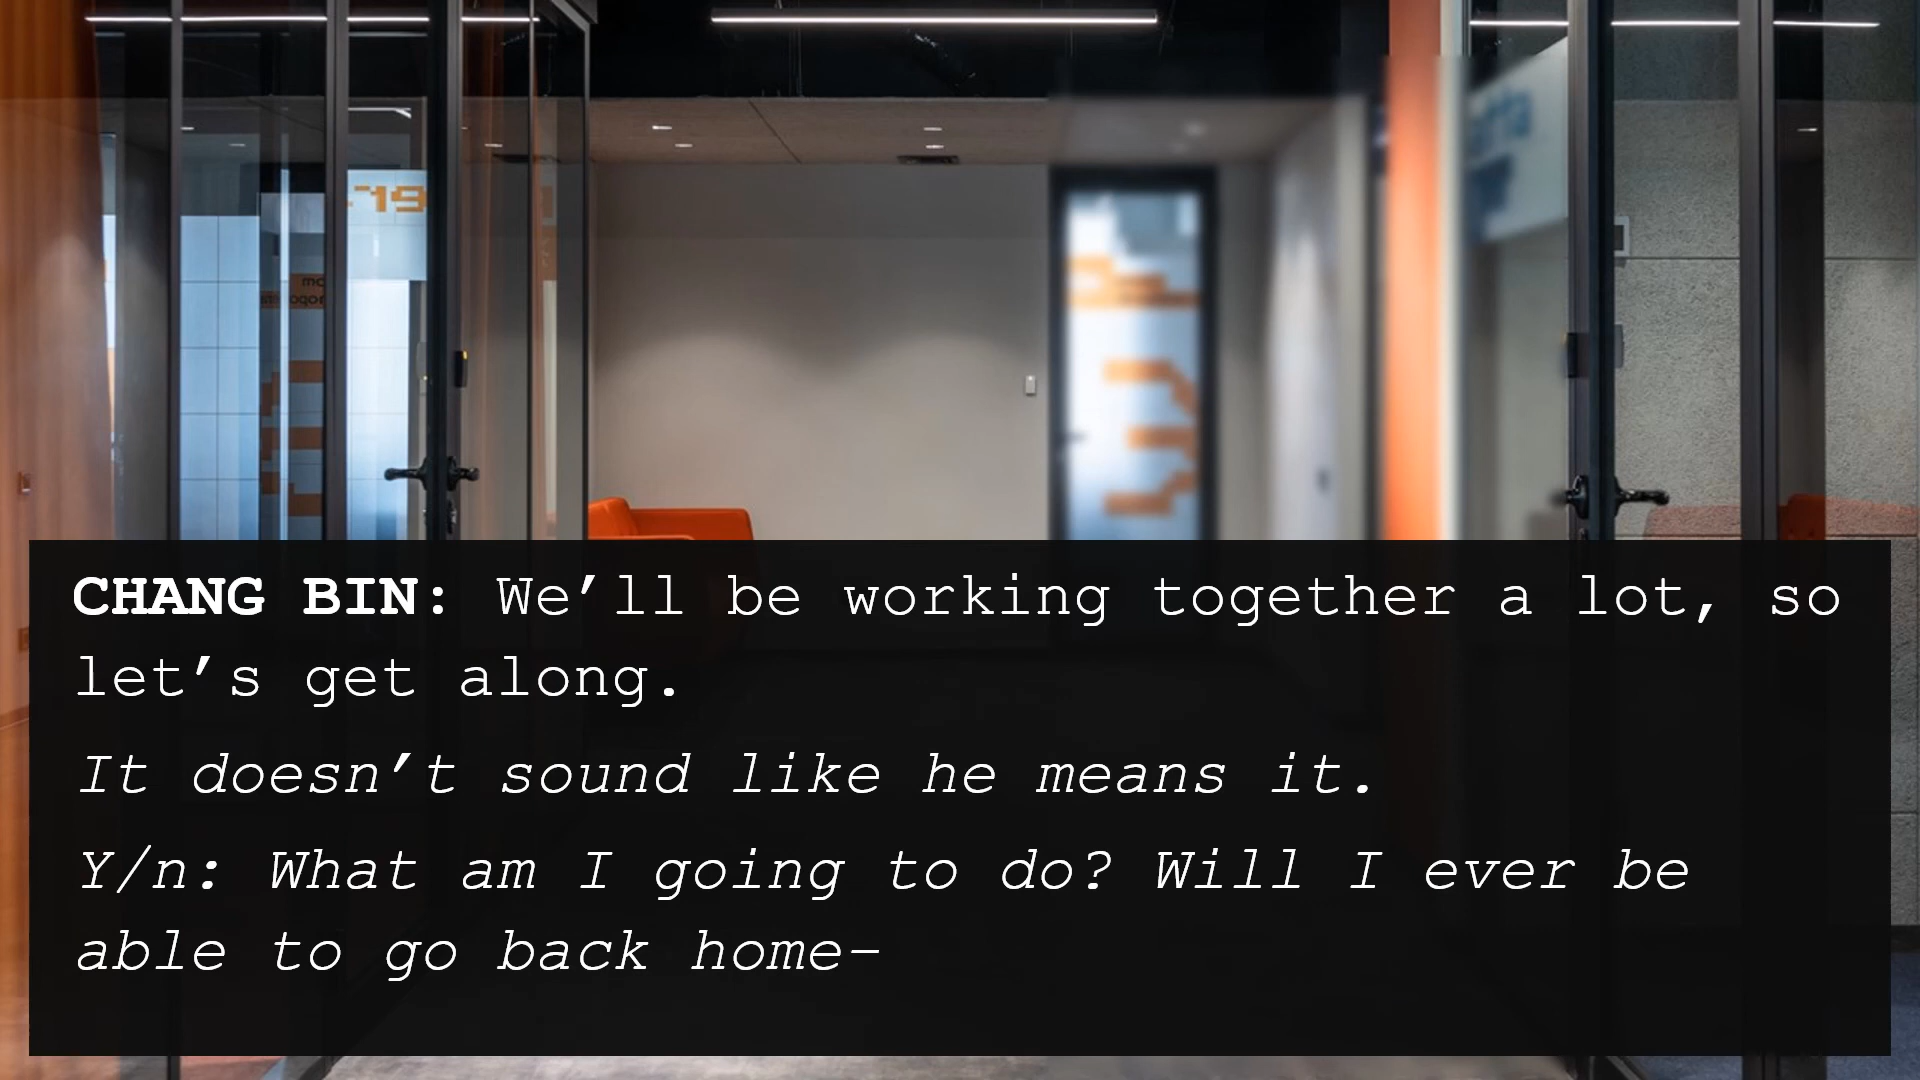 CHANG BIN: We’ll be working together a lot, so
let’s get along.
It doesn’t sound like he means it.
Y/n: What am I going to do? Will I ever be
able to go back home–